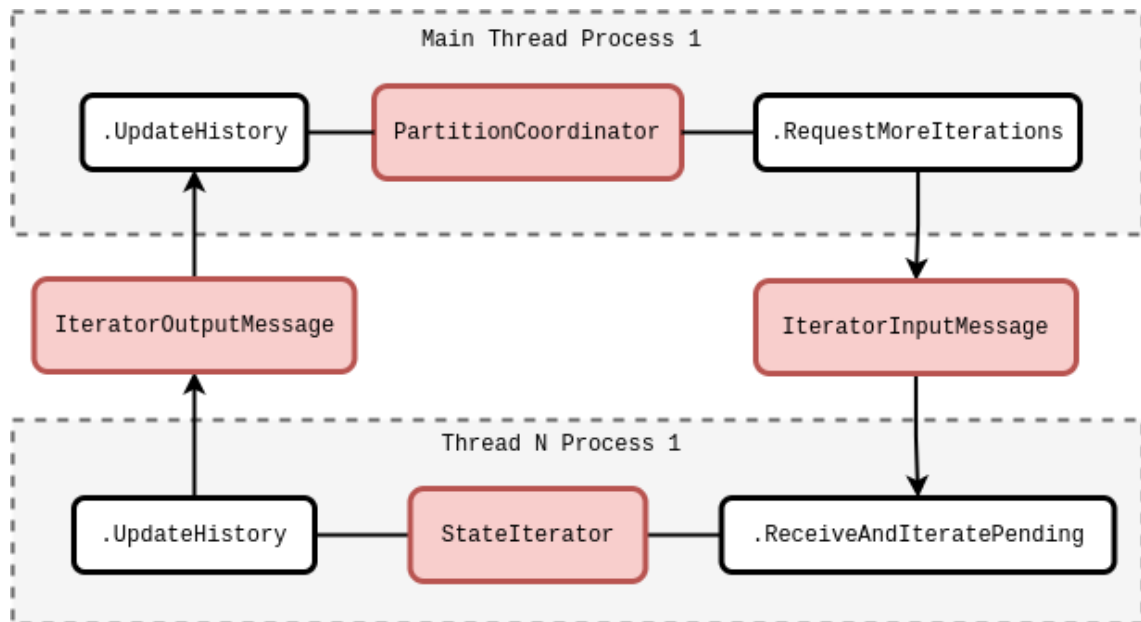 Main Thread Process 1
.UpdateHistory
PartitionCoordinator
.RequestMoreIterations
IteratorOutputMessage
IteratorInputMessage
Thread N Process 1
.UpdateHistory
StateIterator
.ReceiveAndIteratePending